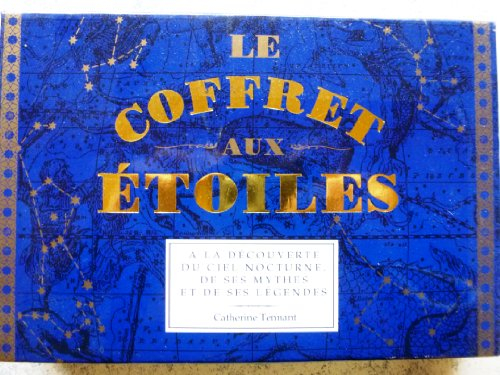 LE
COFFRET
AUX
ÉTOILES
A LA DÉCOUVERTE
DU CIEL NOCTURNE,
DE SES MYTHES
ET DE SES LÉGENDES
Catherine Tennant